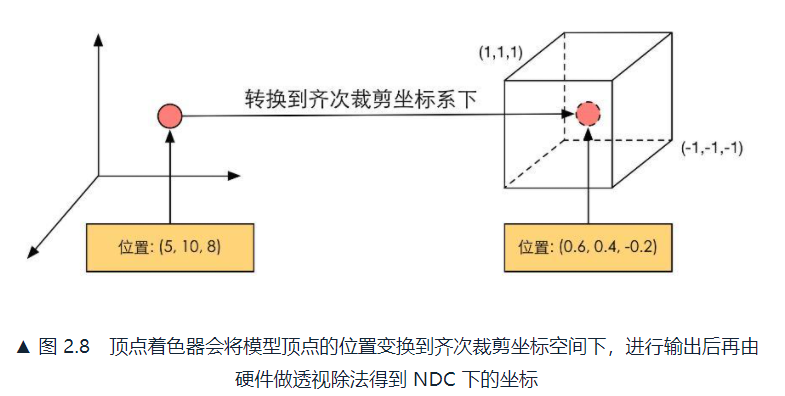 (1,1,1)
转换到齐次裁剪坐标系下
(-1,-1,-1)
位置: (5, 10, 8)
位置: (0.6, 0.4, -0.2)
▲ 图 2.8 顶点着色器会将模型顶点的位置变换到齐次裁剪坐标空间下，进行输出后再由
硬件做透视除法得到 NDC 下的坐标